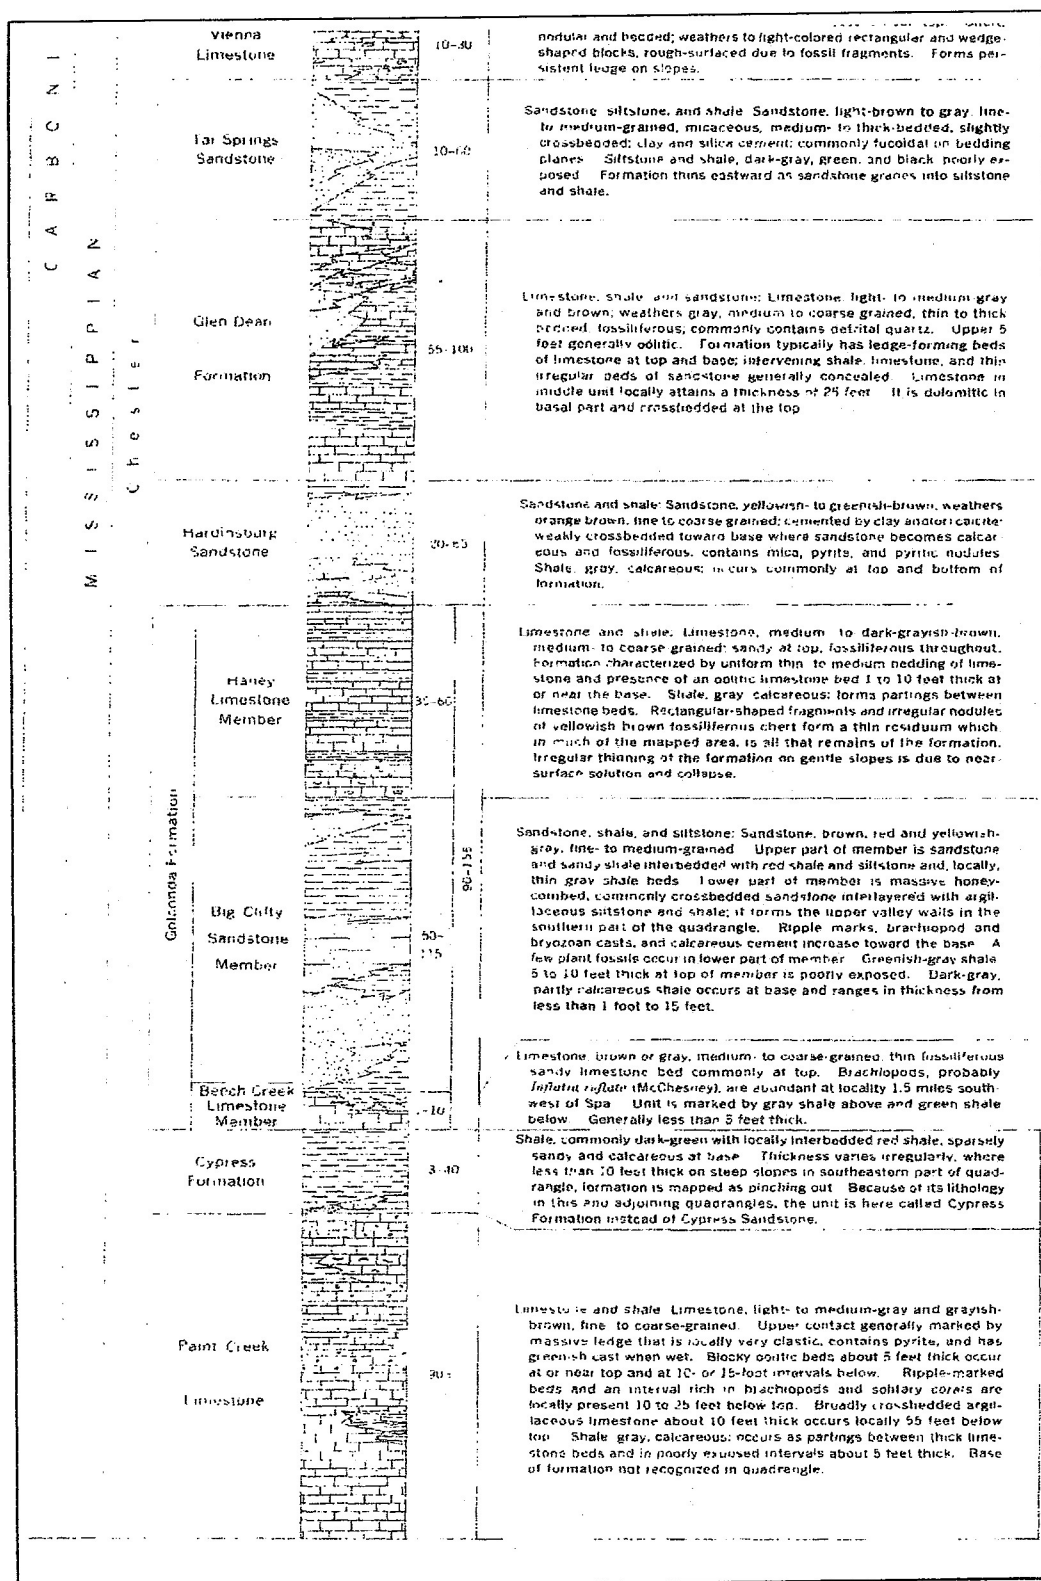 CARBONI
MISSISSIPPIAN
Chester
Vienna
Limestone
10-30
nodular and bedded; weathers to light-colored rectangular and wedge-
shaped blocks, rough-surfaced due to fossil fragments. Forms per-
sistent ledge on slopes.
Tar Springs
Sandstone
10-60
Sandstone, siltstone, and shale Sandstone, light-brown to gray, fine-
to medium-grained, micaceous, medium- to thick-bedded, slightly
crossbedded; clay and silica cement; commonly fucoidal on bedding
planes Siltstone and shale, dark-gray, green, and black poorly ex-
posed Formation thins eastward as sandstone grades into siltstone
and shale.
Glen Dean
Formation
55-100
Limestone, shale and sandstone: Limestone, light- to medium-gray
and brown; weathers gray, medium to coarse grained, thin to thick
bedded, fossiliferous; commonly contains detrital quartz. Upper 5
feet generally oolitic. Formation typically has ledge-forming beds
of limestone at top and base; intervening shale, limestone, and thin
irregular beds of sandstone generally concealed. Limestone in
middle unit locally attains a thickness of 25 feet It is dolomitic in
basal part and crossbedded at the top
Hardinsburg
Sandstone
Sandstone and shale: Sandstone, yellowish- to greenish-brown, weathers
orange brown, fine to coarse grained; cemented by clay and(or) calcite;
weakly crossbedded toward base where sandstone becomes calcar
eous and fossiliferous, contains mica, pyrite, and pyritic nodules
Shale, gray, calcareous; occurs commonly at top and bottom of
formation.
Golconda Formation
Haney
Limestone
Member
Limestone and shale, Limestone, medium to dark-grayish-brown,
medium- to coarse grained; sandy at top, fossiliferous throughout.
Formation characterized by uniform thin to medium bedding of lime-
stone and presence of an oolitic limestone bed 1 to 10 feet thick at
or near the base. Shale, gray calcareous; forms partings between
limestone beds. Rectangular-shaped fragments and irregular nodules
of yellowish brown fossiliferous chert form a thin residuum which
in much of the mapped area, is all that remains of the formation.
Irregular thinning of the formation on gentle slopes is due to near-
surface solution and collapse.
Big Clifty
Sandstone
Member
Sandstone, shale, and siltstone: Sandstone, brown, red and yellowish-
gray, fine- to medium-grained Upper part of member is sandstone
and sandy shale interbedded with red shale and siltstone and, locally,
thin gray shale beds Lower part of member is massive honey-
combed, commonly crossbedded sandstone interlayered with argil-
laceous siltstone and shale; it forms the upper valley walls in the
southern part of the quadrangle. Ripple marks, brachiopod and
bryozoan casts, and calcareous cement increase toward the base A
few plant fossils occur in lower part of member Greenish-gray shale
5 to 10 feet thick at top of member is poorly exposed. Dark-gray,
partly calcareous shale occurs at base and ranges in thickness from
less than 1 foot to 15 feet.
Beech Creek
Limestone
Member
Limestone, brown or gray, medium- to coarse-grained, thin fossiliferous
sandy limestone bed commonly at top. Brachiopods, probably
Inflatia inflata (McChesney), are abundant at locality 1.5 miles south-
west of Spa Unit is marked by gray shale above and green shale
below Generally less than 5 feet thick.
Cypress
Formation
3-40
Shale, commonly dark-green with locally interbedded red shale, sparsely
sandy and calcareous at base Thickness varies irregularly, where
less than 10 feet thick on steep slopes in southeastern part of quad-
rangle, formation is mapped as pinching out Because of its lithology
in this and adjoining quadrangles, the unit is here called Cypress
Formation instead of Cypress Sandstone.
Paint Creek
Limestone
Limestone and shale Limestone, light- to medium-gray and grayish-
brown, fine to coarse-grained. Upper contact generally marked by
massive ledge that is locally very clastic, contains pyrite, and has
greenish cast when wet. Blocky oolitic beds about 5 feet thick occur
at or near top and at 10- or 15-foot intervals below. Ripple-marked
beds and an interval rich in brachiopods and solitary corals are
locally present 10 to 25 feet below top. Broadly crossbedded argil-
laceous limestone about 10 feet thick occurs locally 55 feet below
top Shale gray, calcareous; occurs as partings between thick lime-
stone beds and in poorly exposed intervals about 5 feet thick. Base
of formation not recognized in quadrangle.